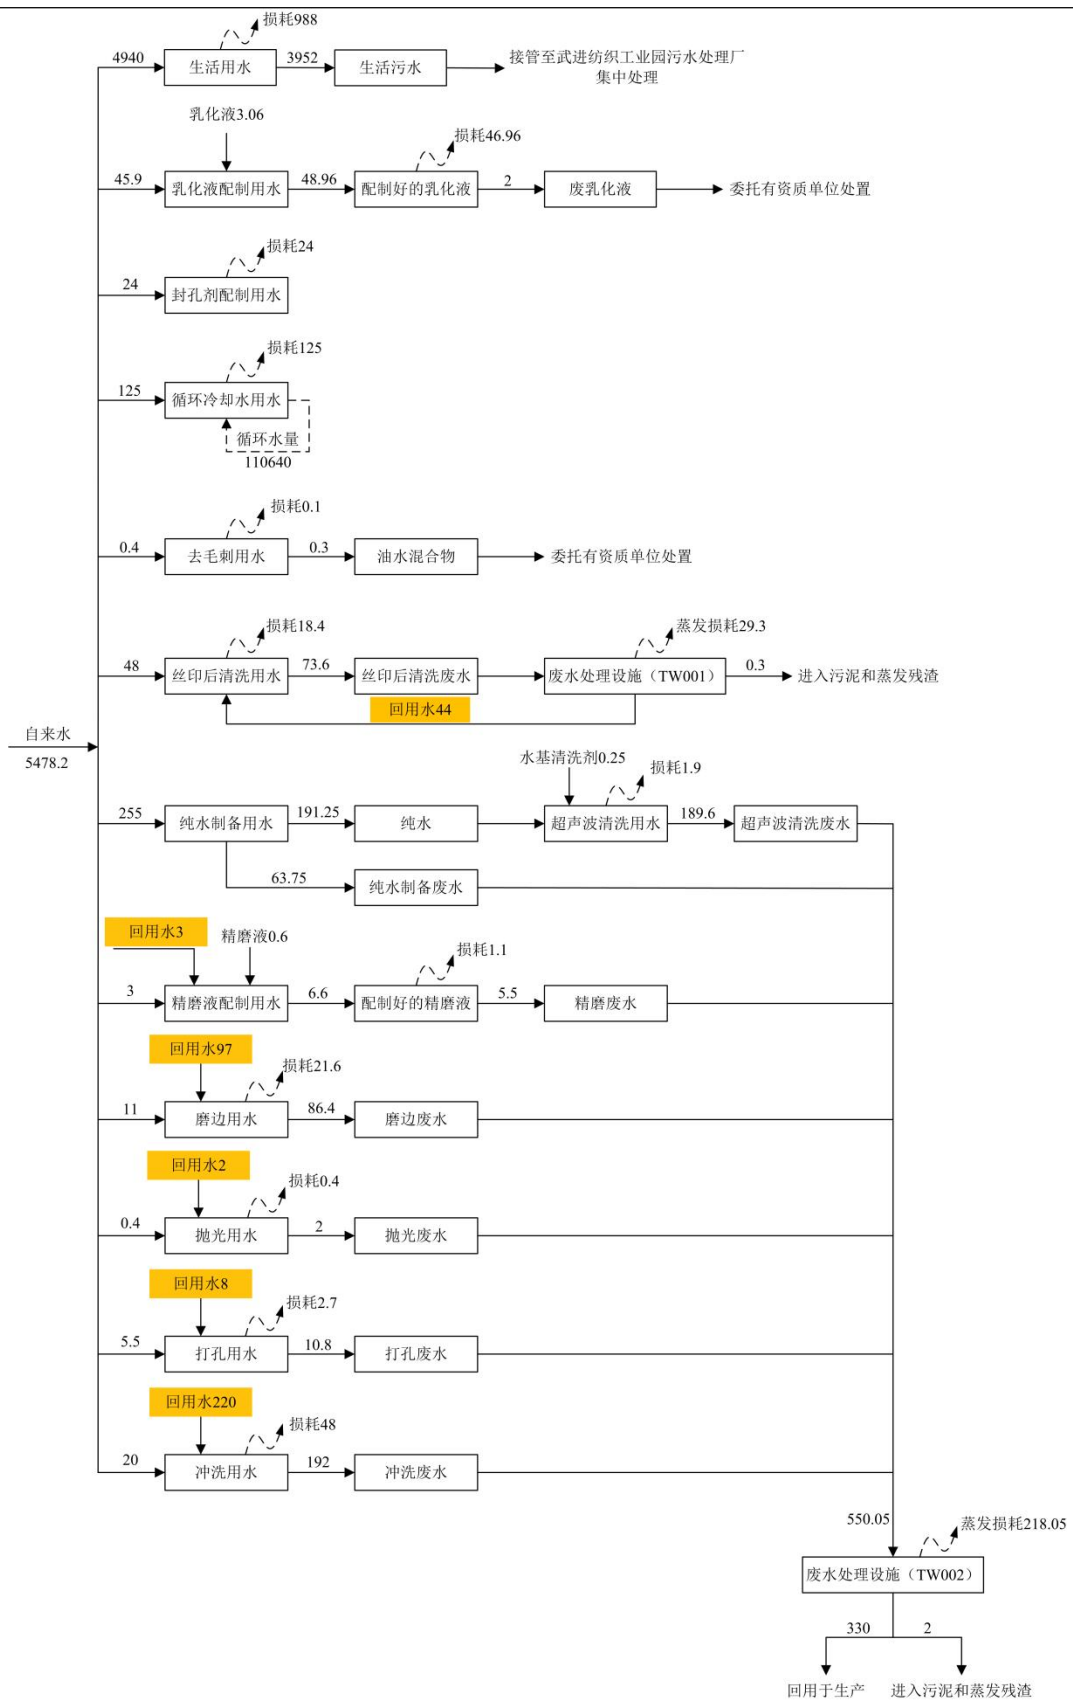 损耗988
4940
生活用水
3952
生活污水
接管至武进纺织工业园污水处理厂
集中处理
乳化液3.06
损耗46.96
45.9
乳化液配制用水
48.96
配制好的乳化液
2
废乳化液
委托有资质单位处置
损耗24
24
封孔剂配制用水
损耗125
125
循环冷却水用水
循环水量
110640
损耗0.1
0.4
去毛刺用水
0.3
油水混合物
委托有资质单位处置
损耗18.4
蒸发损耗29.3
48
丝印后清洗用水
73.6
丝印后清洗废水
废水处理设施（TW001）
0.3
进入污泥和蒸发残渣
回用水44
自来水
5478.2
水基清洗剂0.25
损耗1.9
255
纯水制备用水
191.25
纯水
超声波清洗用水
189.6
超声波清洗废水
63.75
纯水制备废水
回用水3
精磨液0.6
损耗1.1
3
精磨液配制用水
6.6
配制好的精磨液
5.5
精磨废水
回用水97
损耗21.6
11
磨边用水
86.4
磨边废水
回用水2
损耗0.4
0.4
抛光用水
2
抛光废水
回用水8
损耗2.7
5.5
打孔用水
10.8
打孔废水
回用水220
损耗48
20
冲洗用水
192
冲洗废水
550.05
蒸发损耗218.05
废水处理设施（TW002）
330
2
回用于生产
进入污泥和蒸发残渣